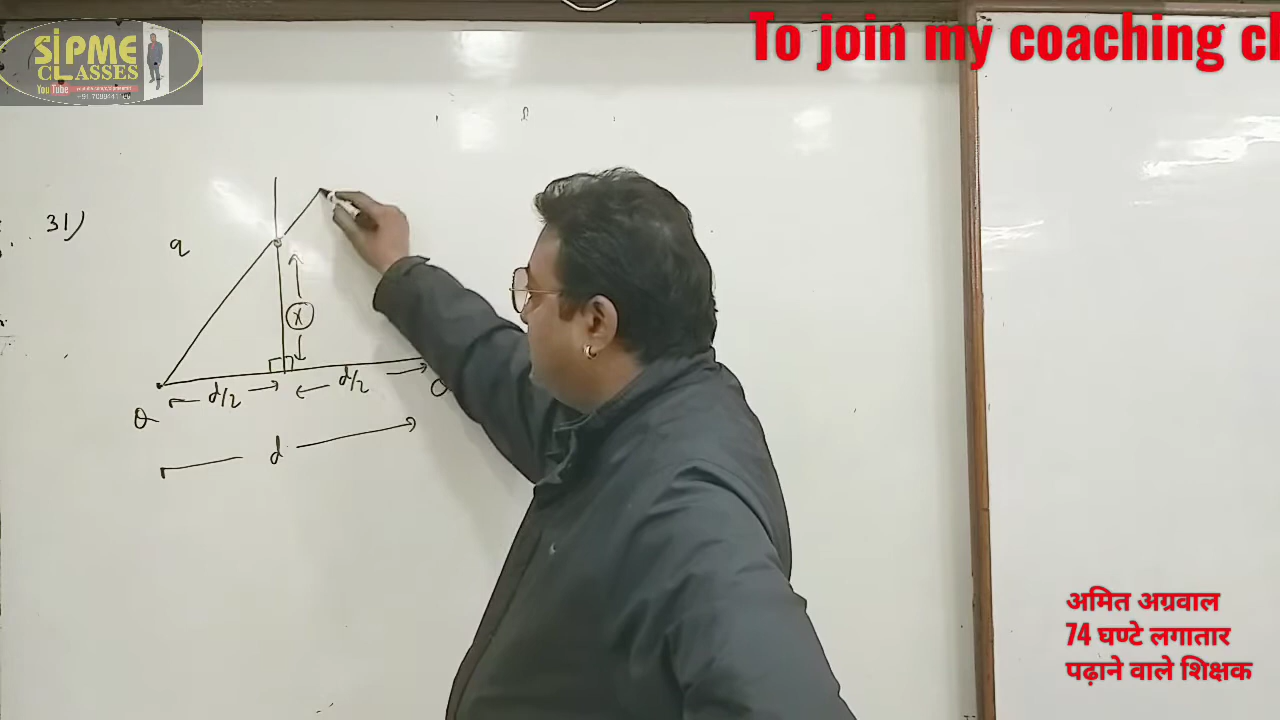 To join my coaching cl
SiPME
CLASSES
YouTube
31)
q
x
d/2
d/2
Q
d
अमित अग्रवाल
74 घण्टे लगातार
पढ़ाने वाले शिक्षक